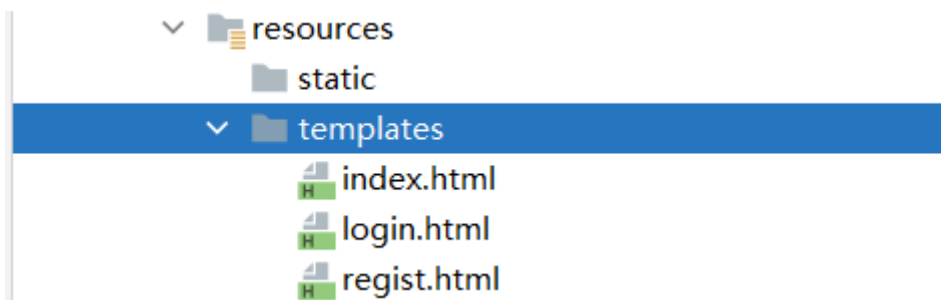 resources
static
templates
H index.html
H login.html
H regist.html